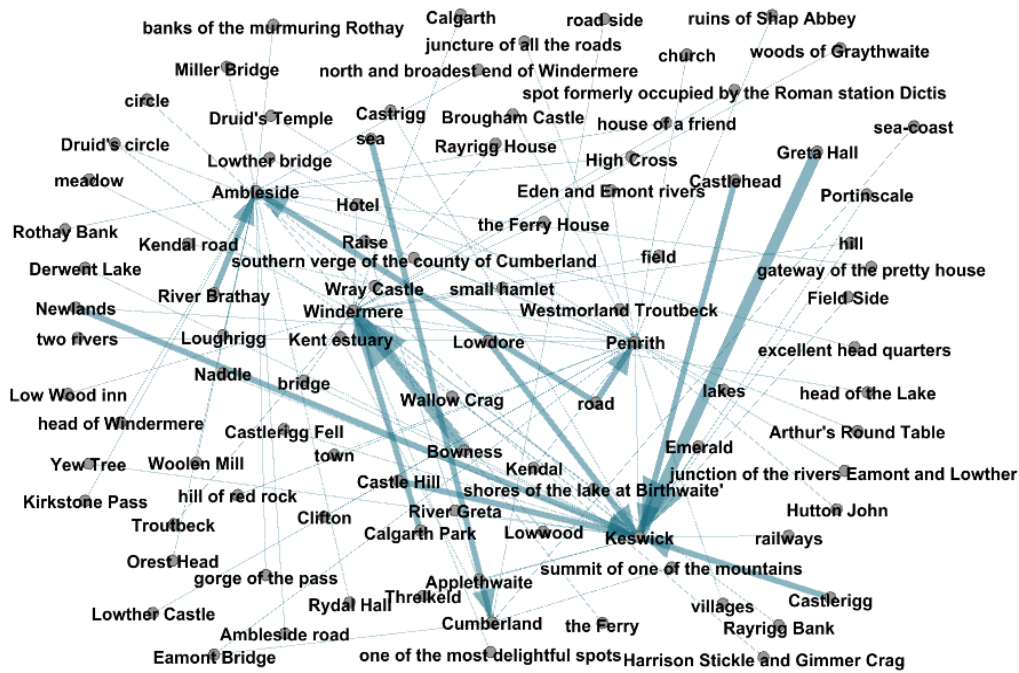 banks of the murmuring Rothay
Calgarth
road side
ruins of Shap Abbey
juncture of all the roads
church
woods of Graythwaite
Miller Bridge
north and broadest end of Windermere
spot formerly occupied by the Roman station Dictis
circle
Druid's Temple
Castrigg
Brougham Castle
house of a friend
sea-coast
Druid's circle
sea
Rayrigg House
Lowther bridge
High Cross
Greta Hall
meadow
Ambleside
Eden and Emont rivers
Castlehead
Portinscale
Hotel
the Ferry House
Rothay Bank
Kendal road
Raise
hill
southern verge of the county of Cumberland
field
Derwent Lake
gateway of the pretty house
River Brathay
Wray Castle
small hamlet
Field Side
Newlands
Windermere
Westmorland Troutbeck
two rivers
Loughrigg
Kent estuary
Lowdore
Penrith
excellent head quarters
Naddle
bridge
Low Wood inn
Wallow Crag
road
lakes
head of the Lake
head of Windermere
Castlerigg Fell
Arthur's Round Table
Yew Tree
Woolen Mill
town
Bowness
Kendal
Emerald
junction of the rivers Eamont and Lowther
Castle Hill
shores of the lake at Birthwaite'
Kirkstone Pass
hill of red rock
Clifton
River Greta
Hutton John
Troutbeck
Calgarth Park
Lowwood
Keswick
railways
Orest Head
gorge of the pass
summit of one of the mountains
Applethwaite
Threlkeld
Rydal Hall
villages
Castlerigg
Lowther Castle
Cumberland
the Ferry
Rayrigg Bank
Ambleside road
Eamont Bridge
one of the most delightful spots
Harrison Stickle and Gimmer Crag